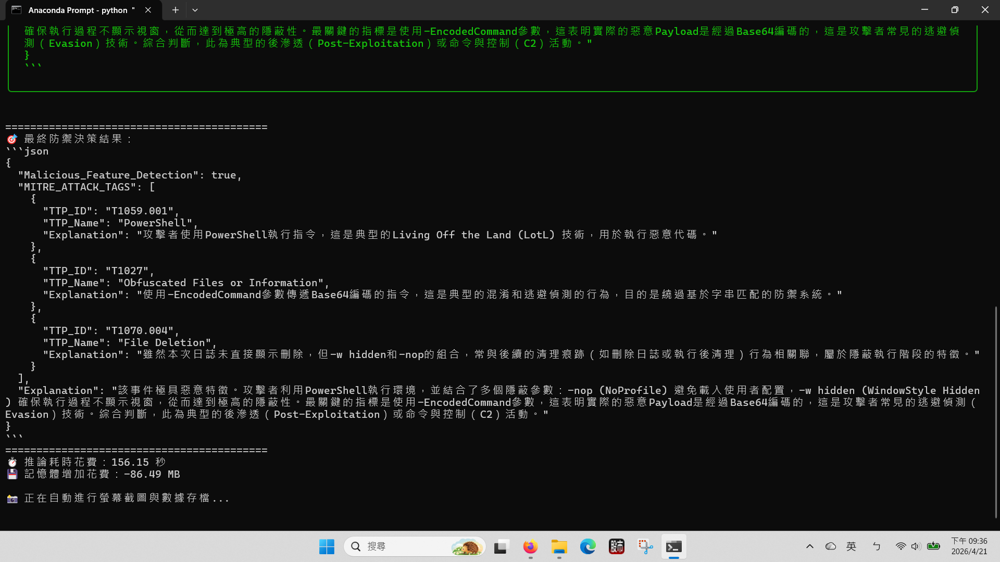 Anaconda Prompt - python "
確保執行過程不顯示視窗，從而達到極高的隱蔽性。最關鍵的指標是使用-EncodedCommand參數，這表明實際的惡意Payload是經過Base64編碼的，這是攻擊者常見的逃避偵
測（Evasion）技術。綜合判斷，此為典型的後滲透（Post-Exploitation）或命令與控制（C2）活動。"
}
```
==========================================
🎯 最終防禦決策結果：
```json
{
"Malicious_Feature_Detection": true,
"MITRE_ATTACK_TAGS": [
{
"TTP_ID": "T1059.001",
"TTP_Name": "PowerShell",
"Explanation": "攻擊者使用PowerShell執行指令，這是典型的Living Off the Land (LotL) 技術，用於執行惡意代碼。"
},
{
"TTP_ID": "T1027",
"TTP_Name": "Obfuscated Files or Information",
"Explanation": "使用-EncodedCommand參數傳遞Base64編碼的指令，這是典型的混淆和逃避偵測的行為，目的是繞過基於字串匹配的防禦系統。"
},
{
"TTP_ID": "T1070.004",
"TTP_Name": "File Deletion",
"Explanation": "雖然本次日誌未直接顯示刪除，但-w hidden和-nop的組合，常與後續的清理痕跡（如刪除日誌或執行後清理）行為相關聯，屬於隱蔽執行階段的特徵。"
}
],
"Explanation": "該事件極具惡意特徵。攻擊者利用PowerShell執行環境，並結合了多個隱蔽參數：-nop (NoProfile) 避免載入使用者配置，-w hidden (WindowStyle Hidden
) 確保執行過程不顯示視窗，從而達到極高的隱蔽性。最關鍵的指標是使用-EncodedCommand參數，這表明實際的惡意Payload是經過Base64編碼的，這是攻擊者常見的逃避偵測（
Evasion）技術。綜合判斷，此為典型的後滲透（Post-Exploitation）或命令與控制（C2）活動。"
}
```
==========================================
⏱️ 推論耗時花費：156.15 秒
💾 記憶體增加花費：-86.49 MB
📸 正在自動進行螢幕截圖與數據存檔...
搜尋
股市
英
ㄅ
下午 09:36
2026/4/21